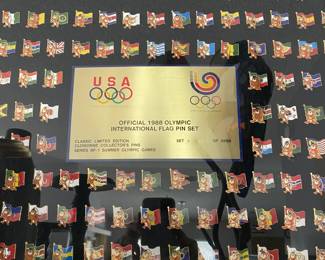 USA
OFFICIAL 1988 OLYMPIC
INTERNATIONAL FLAG PIN SET
CLASSIC LIMITED EDITION
CLOISONNE COLLECTOR'S PINS
SERIES #F-1 SUMMER OLYMPIC GAMES
SET
OF